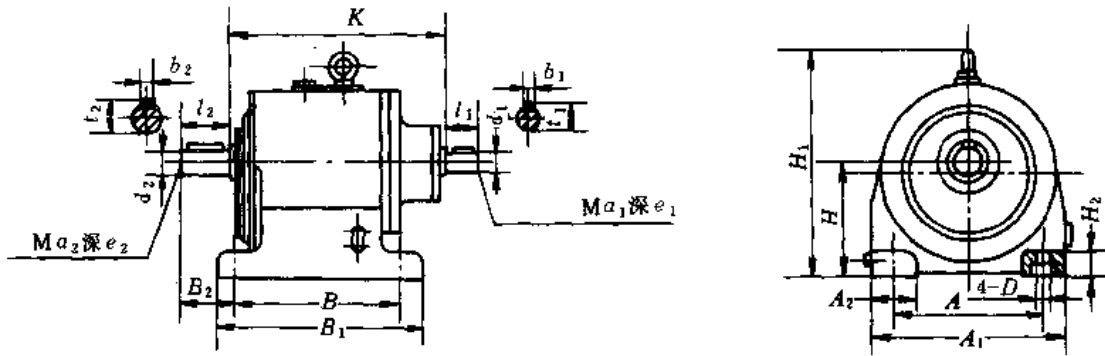 K
b₂
b₁
t₂
l₂
l₁
d₁
t₁
d₂
Ma₂深e₂
Ma₁深e₁
B₂
B
B₁
H₁
H
H₂
4-D
A₂
A
A₁